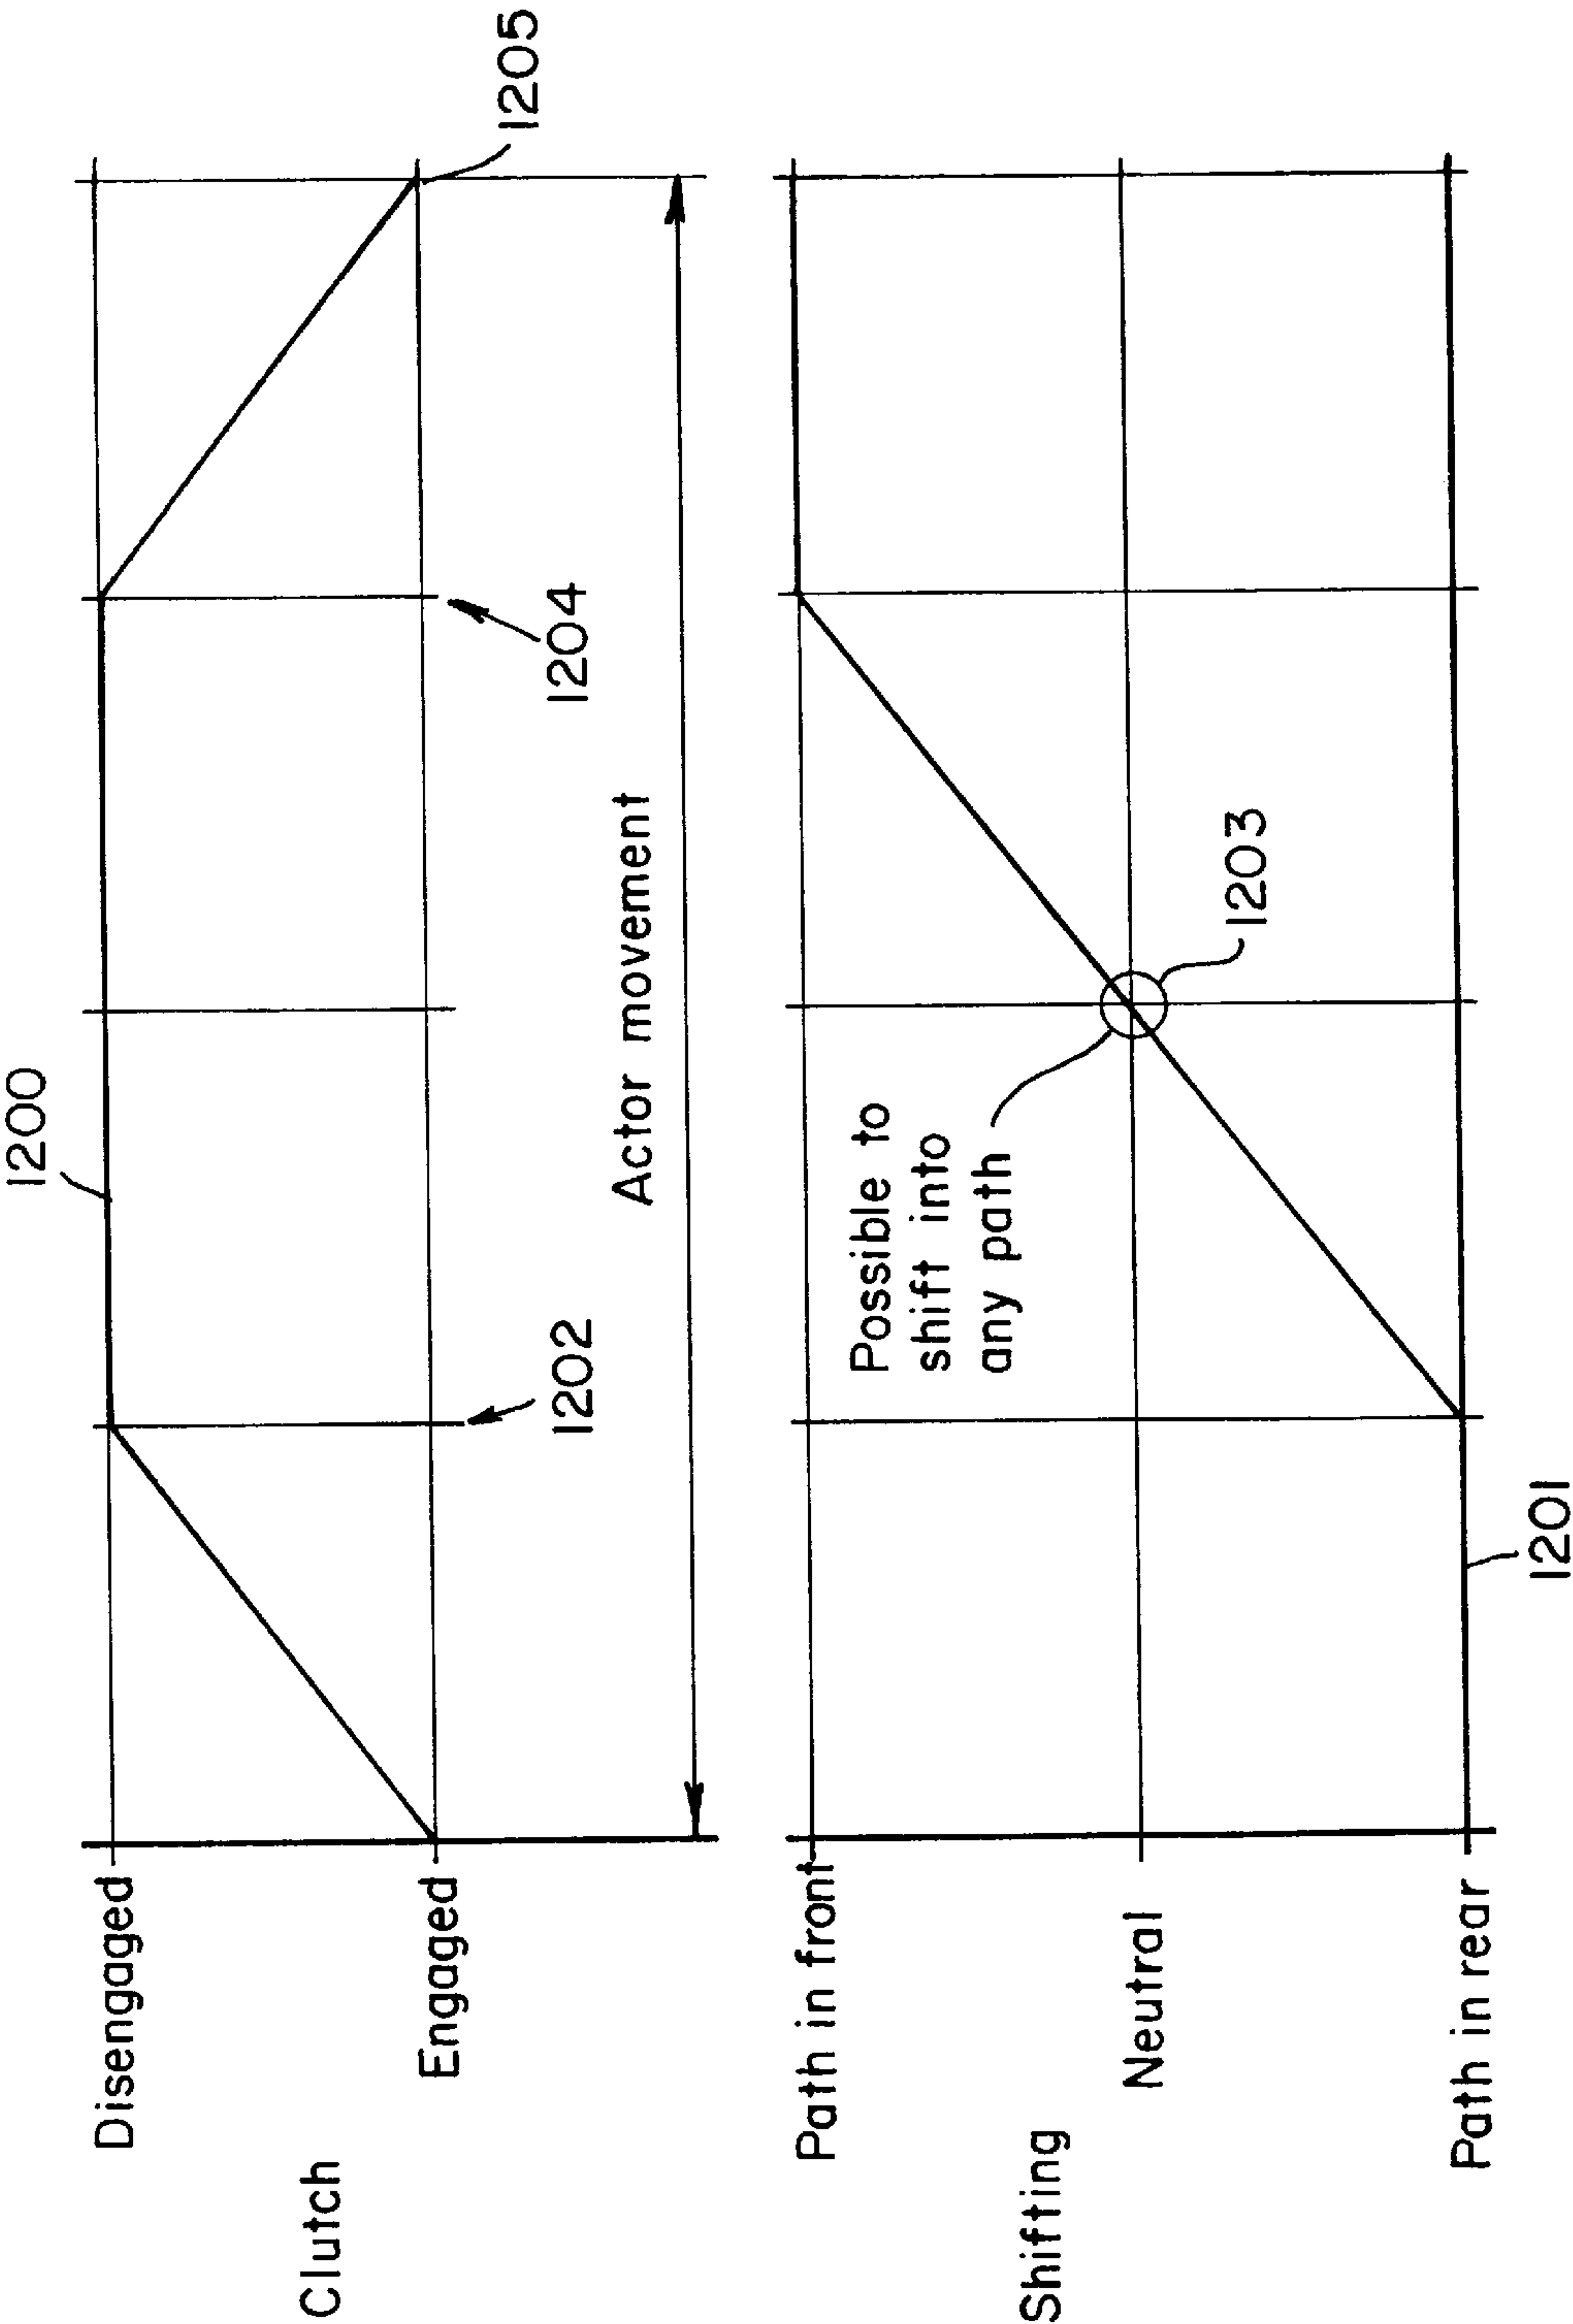 1200
Disengaged
Clutch
Engaged
1202
1204
1205
Actor movement
Path in front
Possible to
shift into
any path
Shifting
Neutral
1203
Path in rear
1201